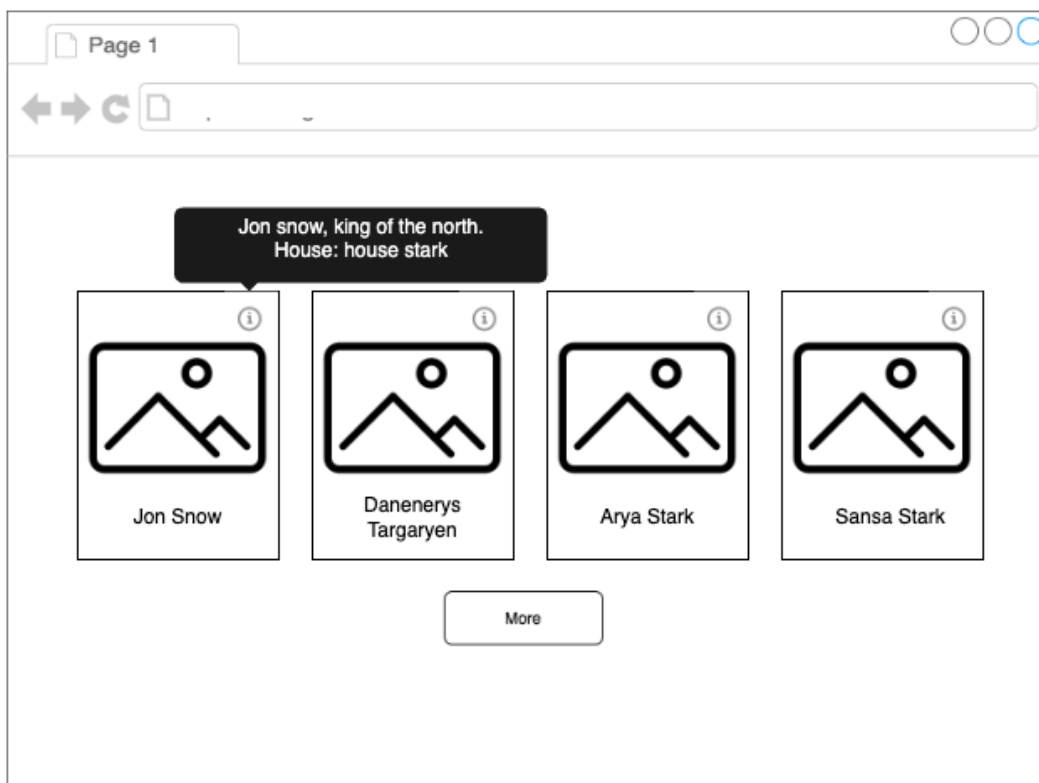 Page 1
Jon snow, king of the north.
House: house stark
Jon Snow
Danenerys
Targaryen
Arya Stark
Sansa Stark
More